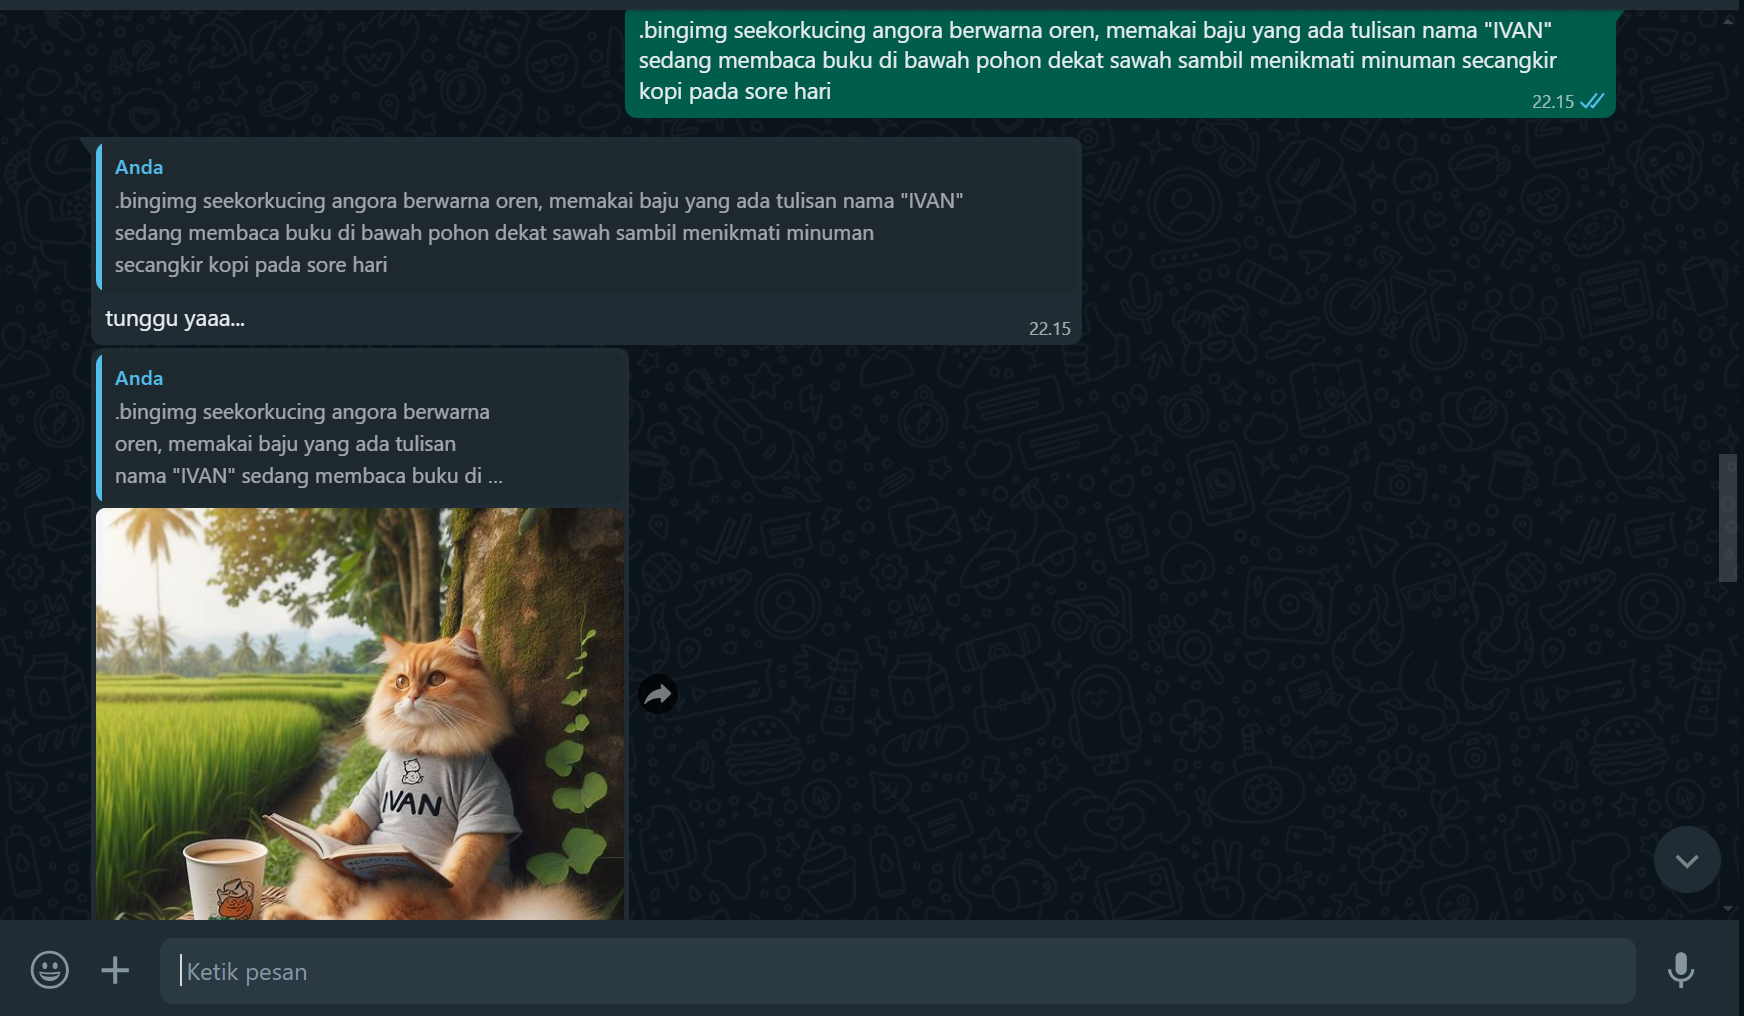 .bingimg seekorkucing angora berwarna oren, memakai baju yang ada tulisan nama "IVAN"
sedang membaca buku di bawah pohon dekat sawah sambil menikmati minuman secangkir
kopi pada sore hari
22.15
Anda
.bingimg seekorkucing angora berwarna oren, memakai baju yang ada tulisan nama "IVAN"
sedang membaca buku di bawah pohon dekat sawah sambil menikmati minuman
secangkir kopi pada sore hari
tunggu yaaa...
22.15
Anda
.bingimg seekorkucing angora berwarna
oren, memakai baju yang ada tulisan
nama "IVAN" sedang membaca buku di ...
IVAN
Ketik pesan